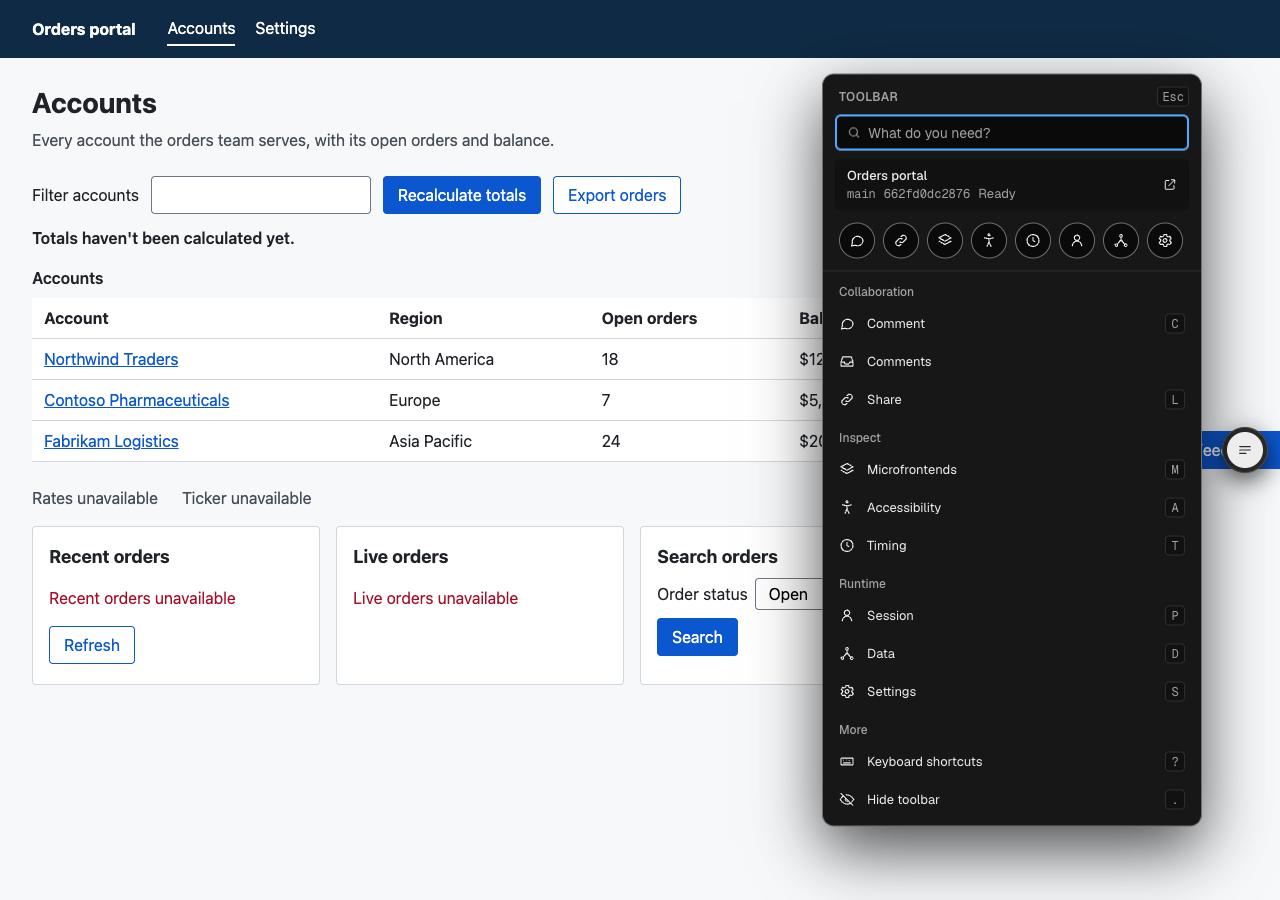 Orders portal
Accounts
Settings
Accounts
Every account the orders team serves, with its open orders and balance.
Filter accounts
Recalculate totals
Export orders
Totals haven't been calculated yet.
Accounts
Account Region Open orders
Northwind Traders North America 18
Contoso Pharmaceuticals Europe 7
Fabrikam Logistics Asia Pacific 24
Rates unavailable
Ticker unavailable
Recent orders
Recent orders unavailable
Refresh
Live orders
Live orders unavailable
Search orders
Order status Open
Search
TOOLBAR Esc
What do you need?
Orders portal
main 662fd0dc2876 Ready
Collaboration
Comment C
Comments
Share L
Inspect
Microfrontends M
Accessibility A
Timing T
Runtime
Session P
Data D
Settings S
More
Keyboard shortcuts ?
Hide toolbar .